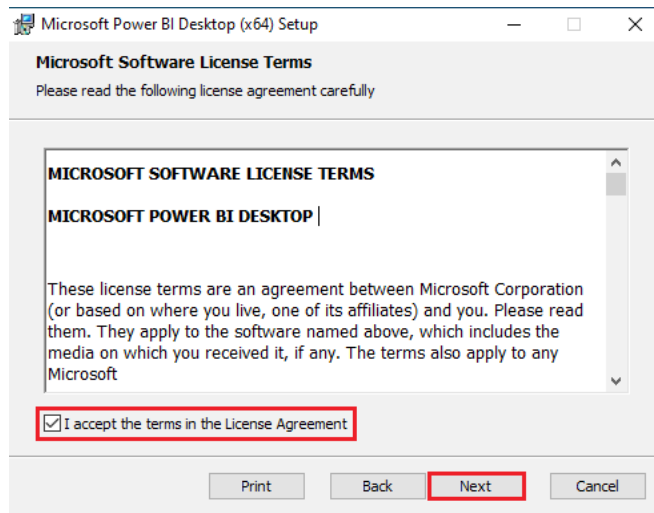 Microsoft Power BI Desktop (x64) Setup
Microsoft Software License Terms
Please read the following license agreement carefully
MICROSOFT SOFTWARE LICENSE TERMS
MICROSOFT POWER BI DESKTOP
These license terms are an agreement between Microsoft Corporation
(or based on where you live, one of its affiliates) and you. Please read
them. They apply to the software named above, which includes the
media on which you received it, if any. The terms also apply to any
Microsoft
I accept the terms in the License Agreement
Print Back Next Cancel